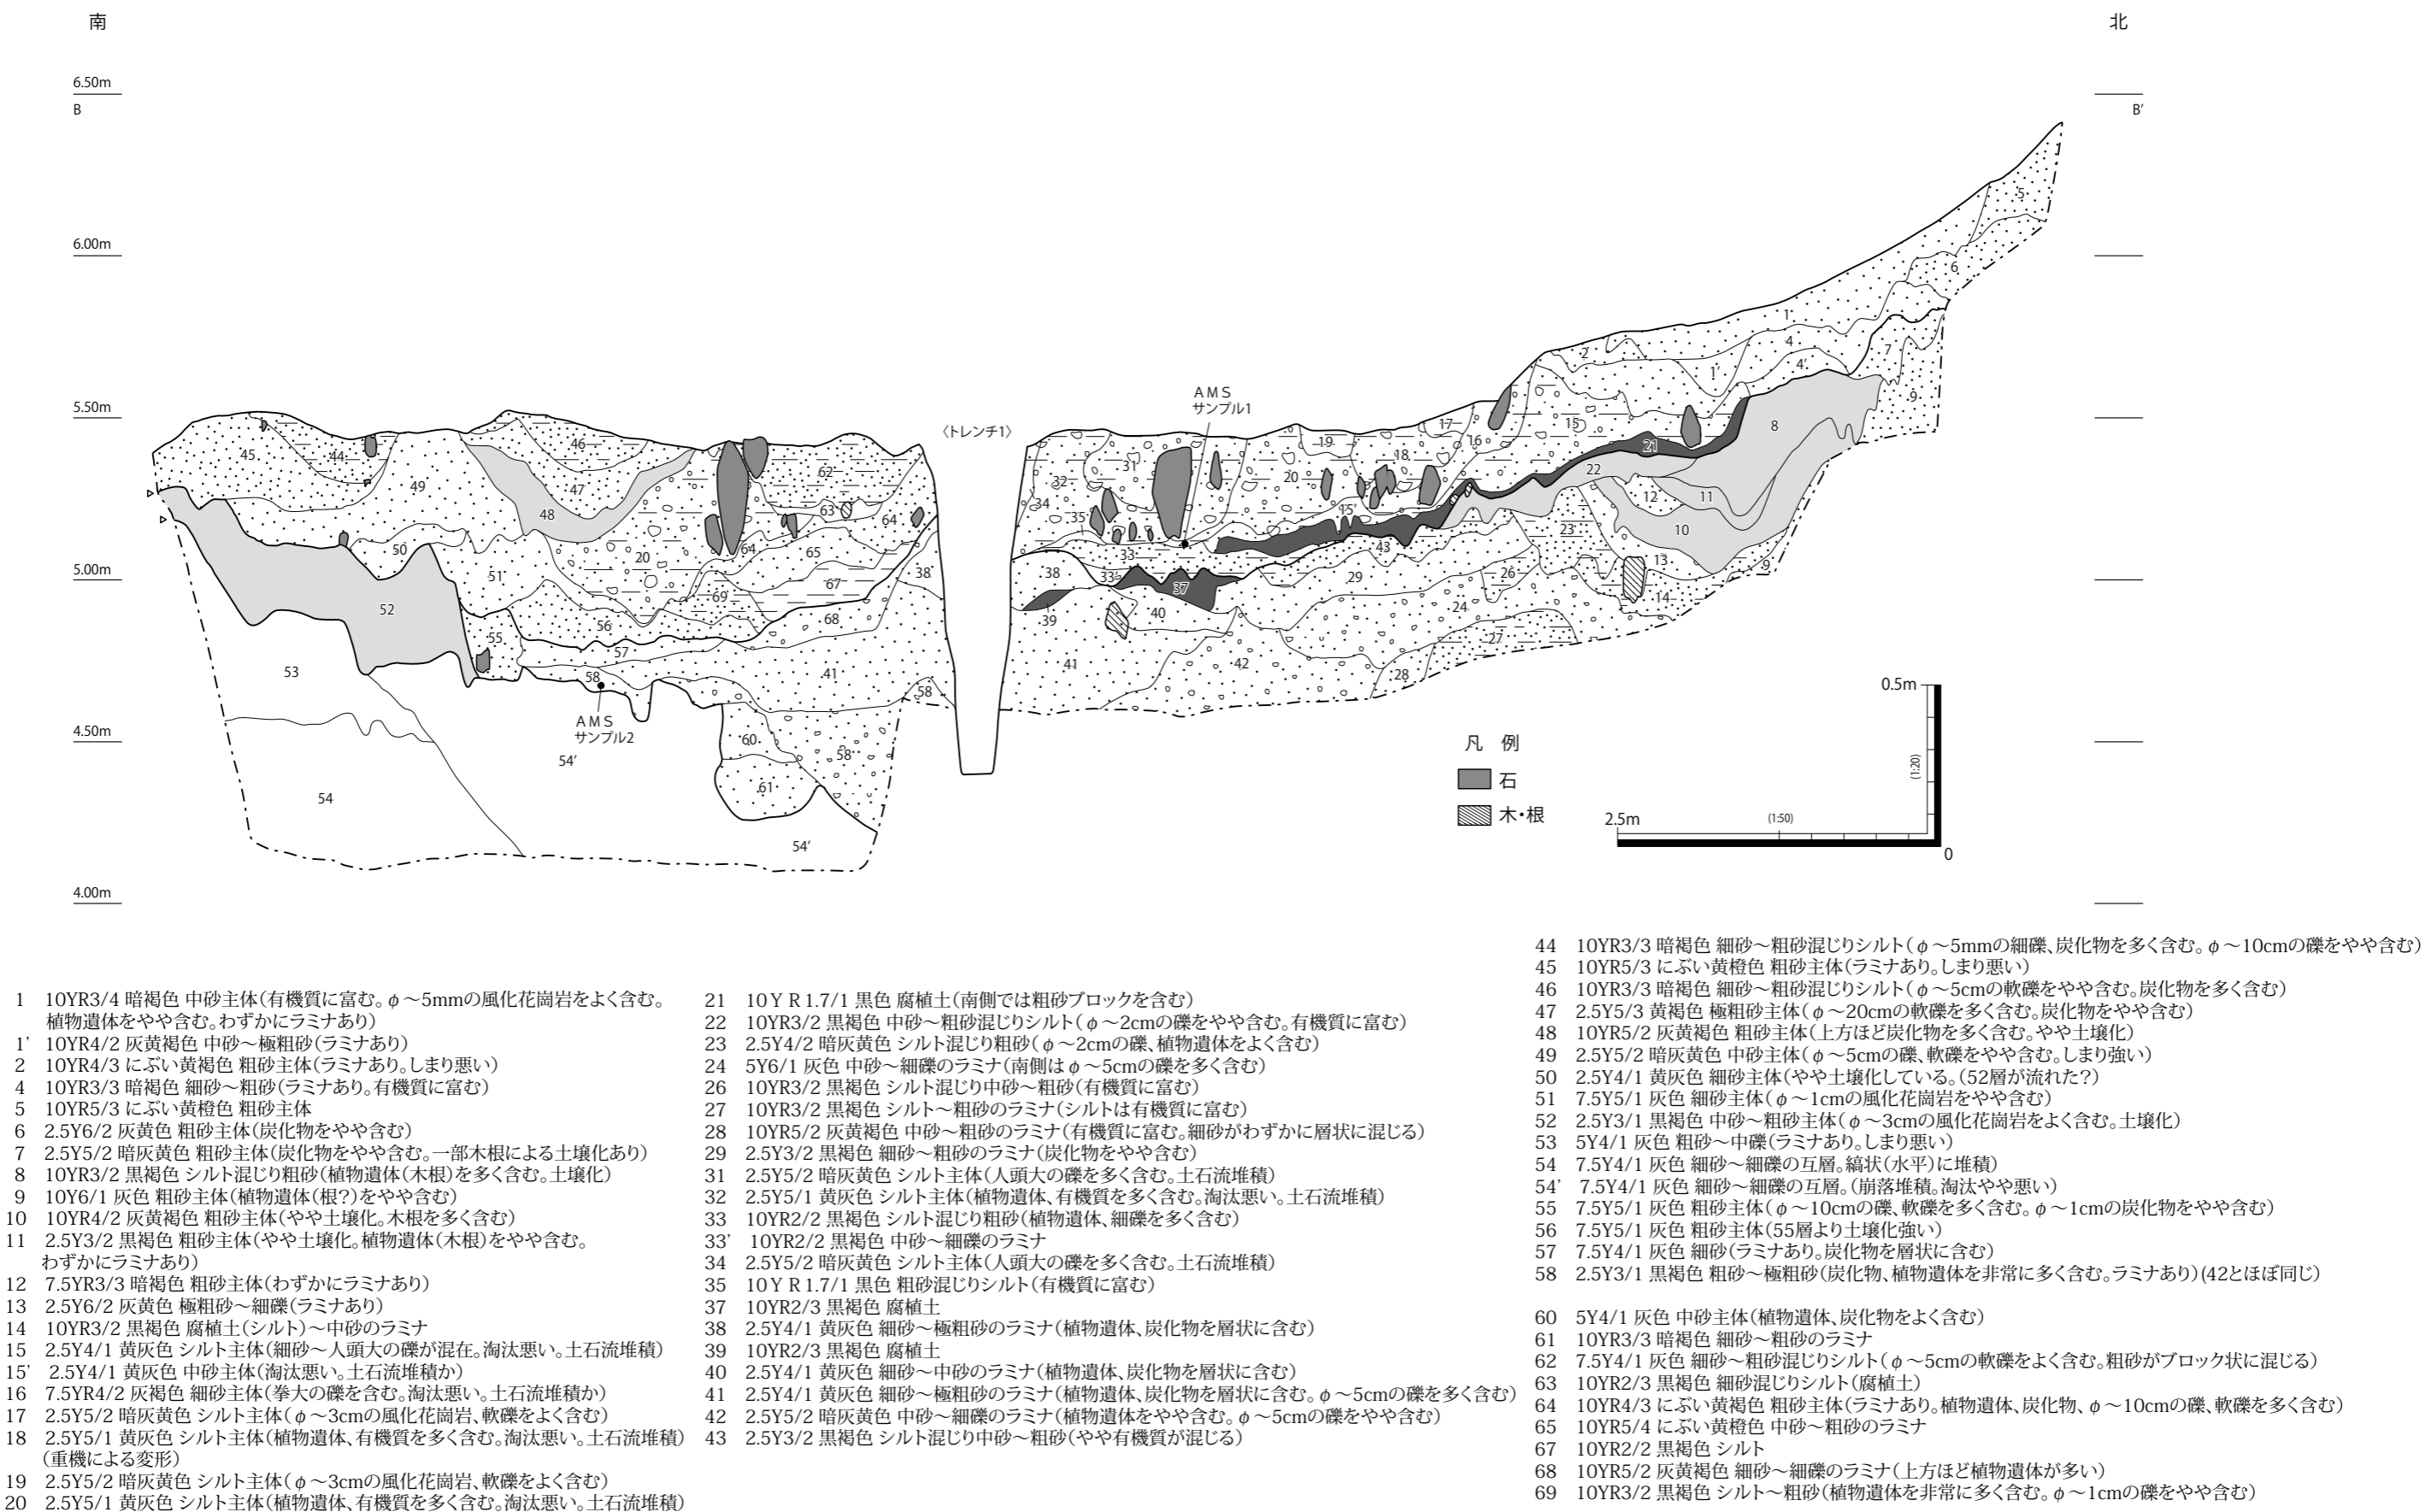 南
北
6.50m
B
B′
6.00m
5.50m
5.00m
4.50m
4.00m
〈トレンチ1〉
AMS
サンプル1
AMS
サンプル2
5
6
1
2
4
4′
1′
7
9
8
17
16
15
21
22
19
18
20
31
32
34
35
15′
12
11
10
23
13
9
14
33
33′
38
37
39
40
43
29
26
24
27
41
42
28
45
44
49
46
47
48
50
51
52
20
62
63
64
64
65
67
69
38
68
55
56
57
58
41
58
53
54
54′
60
61
58
54′
凡 例
石
木・根
0.5m
(1:20)
2.5m
(1:50)
0
1 10YR3/4 暗褐色 中砂主体(有機質に富む。φ～5mmの風化花崗岩をよく含む。
植物遺体をやや含む。わずかにラミナあり)
1' 10YR4/2 灰黄褐色 中砂～極粗砂(ラミナあり)
2 10YR4/3 にぶい黄褐色 粗砂主体(ラミナあり。しまり悪い)
4 10YR3/3 暗褐色 細砂～粗砂(ラミナあり。有機質に富む)
5 10YR5/3 にぶい黄橙色 粗砂主体
6 2.5Y6/2 灰黄色 粗砂主体(炭化物をやや含む)
7 2.5Y5/2 暗灰黄色 粗砂主体(炭化物をやや含む。一部木根による土壌化あり)
8 10YR3/2 黒褐色 シルト混じり粗砂(植物遺体(木根)を多く含む。土壌化)
9 10Y6/1 灰色 粗砂主体(植物遺体(根?)をやや含む)
10 10YR4/2 灰黄褐色 粗砂主体(やや土壌化。木根を多く含む)
11 2.5Y3/2 黒褐色 粗砂主体(やや土壌化。植物遺体(木根)をやや含む。
わずかにラミナあり)
12 7.5YR3/3 暗褐色 粗砂主体(わずかにラミナあり)
13 2.5Y6/2 灰黄色 極粗砂～細礫(ラミナあり)
14 10YR3/2 黒褐色 腐植土(シルト)～中砂のラミナ
15 2.5Y4/1 黄灰色 シルト主体(細砂～人頭大の礫が混在。淘汰悪い。土石流堆積)
15' 2.5Y4/1 黄灰色 中砂主体(淘汰悪い。土石流堆積か)
16 7.5YR4/2 灰褐色 細砂主体(拳大の礫を含む。淘汰悪い。土石流堆積か)
17 2.5Y5/2 暗灰黄色 シルト主体(φ～3cmの風化花崗岩、軟礫をよく含む)
18 2.5Y5/1 黄灰色 シルト主体(植物遺体、有機質を多く含む。淘汰悪い。土石流堆積)
(重機による変形)
19 2.5Y5/2 暗灰黄色 シルト主体(φ～3cmの風化花崗岩、軟礫をよく含む)
20 2.5Y5/1 黄灰色 シルト主体(植物遺体、有機質を多く含む。淘汰悪い。土石流堆積)
21 10YR1.7/1 黒色 腐植土(南側では粗砂ブロックを含む)
22 10YR3/2 黒褐色 中砂～粗砂混じりシルト(φ～2cmの礫をやや含む。有機質に富む)
23 2.5Y4/2 暗灰黄色 シルト混じり粗砂(φ～2cmの礫、植物遺体をよく含む)
24 5Y6/1 灰色 中砂～細礫のラミナ(南側はφ～5cmの礫を多く含む)
26 10YR3/2 黒褐色 シルト混じり中砂～粗砂(有機質に富む)
27 10YR3/2 黒褐色 シルト～粗砂のラミナ(シルトは有機質に富む)
28 10YR5/2 灰黄褐色 中砂～粗砂のラミナ(有機質に富む。細砂がわずかに層状に混じる)
29 2.5Y3/2 黒褐色 細砂～粗砂のラミナ(炭化物をやや含む)
31 2.5Y5/2 暗灰黄色 シルト主体(人頭大の礫を多く含む。土石流堆積)
32 2.5Y5/1 黄灰色 シルト主体(植物遺体、有機質を多く含む。淘汰悪い。土石流堆積)
33 10YR2/2 黒褐色 シルト混じり粗砂(植物遺体、細礫を多く含む)
33' 10YR2/2 黒褐色 中砂～細礫のラミナ
34 2.5Y5/2 暗灰黄色 シルト主体(人頭大の礫を多く含む。土石流堆積)
35 10YR1.7/1 黒色 粗砂混じりシルト(有機質に富む)
37 10YR2/3 黒褐色 腐植土
38 2.5Y4/1 黄灰色 細砂～極粗砂のラミナ(植物遺体、炭化物を層状に含む)
39 10YR2/3 黒褐色 腐植土
40 2.5Y4/1 黄灰色 細砂～中砂のラミナ(植物遺体、炭化物を層状に含む)
41 2.5Y4/1 黄灰色 細砂～極粗砂のラミナ(植物遺体、炭化物を層状に含む。φ～5cmの礫を多く含む)
42 2.5Y5/2 暗灰黄色 中砂～細礫のラミナ(植物遺体をやや含む。φ～5cmの礫をやや含む)
43 2.5Y3/2 黒褐色 シルト混じり中砂～粗砂(やや有機質が混じる)
44 10YR3/3 暗褐色 細砂～粗砂混じりシルト(φ～5mmの細礫、炭化物を多く含む。φ～10cmの礫をやや含む)
45 10YR5/3 にぶい黄橙色 粗砂主体(ラミナあり。しまり悪い)
46 10YR3/3 暗褐色 細砂～粗砂混じりシルト(φ～5cmの軟礫をやや含む。炭化物を多く含む)
47 2.5Y5/3 黄褐色 極粗砂主体(φ～20cmの軟礫を多く含む。炭化物をやや含む)
48 10YR5/2 灰黄褐色 粗砂主体(上方ほど炭化物を多く含む。やや土壌化)
49 2.5Y5/2 暗灰黄色 中砂主体(φ～5cmの礫、軟礫をやや含む。しまり強い)
50 2.5Y4/1 黄灰色 細砂主体(やや土壌化している。(52層が流れた?)
51 7.5Y5/1 灰色 細砂主体(φ～1cmの風化花崗岩をやや含む)
52 2.5Y3/1 黒褐色 中砂～粗砂主体(φ～3cmの風化花崗岩をよく含む。土壌化)
53 5Y4/1 灰色 粗砂～中礫(ラミナあり。しまり悪い)
54 7.5Y4/1 灰色 細砂～細礫の互層。縞状(水平)に堆積)
54' 7.5Y4/1 灰色 細砂～細礫の互層。(崩落堆積。淘汰やや悪い)
55 7.5Y5/1 灰色 粗砂主体(φ～10cmの礫、軟礫を多く含む。φ～1cmの炭化物をやや含む)
56 7.5Y5/1 灰色 粗砂主体(55層より土壌化強い)
57 7.5Y4/1 灰色 細砂(ラミナあり。炭化物を層状に含む)
58 2.5Y3/1 黒褐色 粗砂～極粗砂(炭化物、植物遺体を非常に多く含む。ラミナあり)(42とほぼ同じ)
60 5Y4/1 灰色 中砂主体(植物遺体、炭化物をよく含む)
61 10YR3/3 暗褐色 細砂～粗砂のラミナ
62 7.5Y4/1 灰色 細砂～粗砂混じりシルト(φ～5cmの軟礫をよく含む。粗砂がブロック状に混じる)
63 10YR2/3 黒褐色 細砂混じりシルト(腐植土)
64 10YR4/3 にぶい黄褐色 粗砂主体(ラミナあり。植物遺体、炭化物、φ～10cmの礫、軟礫を多く含む)
65 10YR5/4 にぶい黄橙色 中砂～粗砂のラミナ
67 10YR2/2 黒褐色 シルト
68 10YR5/2 灰黄褐色 細砂～細礫のラミナ(上方ほど植物遺体が多い)
69 10YR3/2 黒褐色 シルト～粗砂(植物遺体を非常に多く含む。φ～1cmの礫をやや含む)